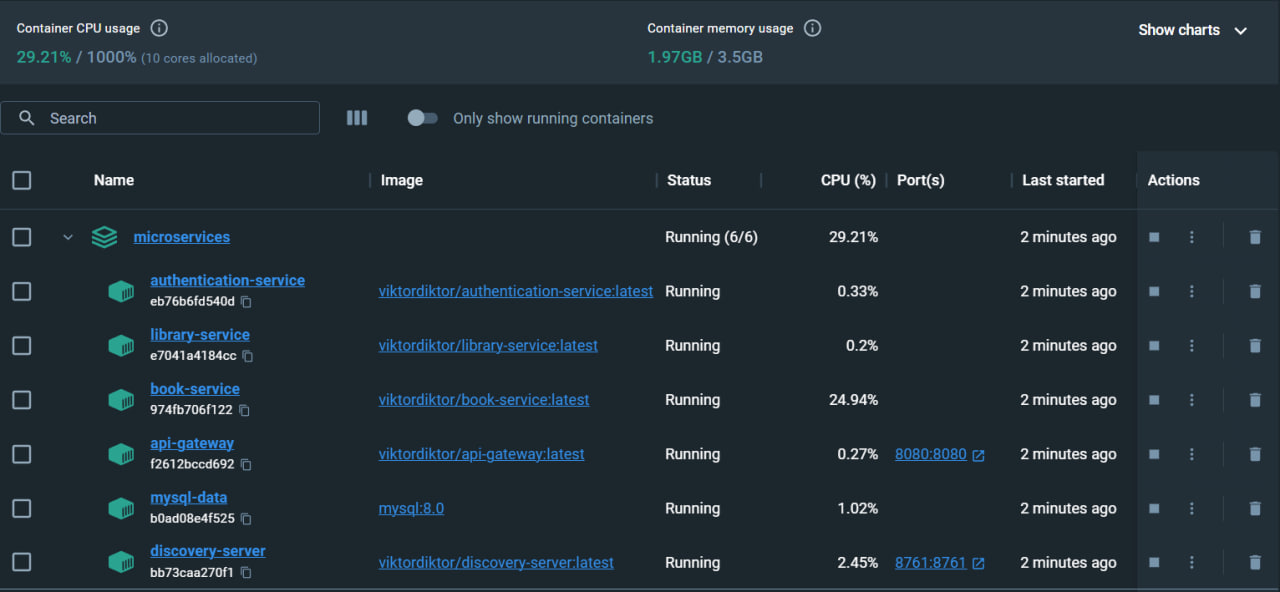 Container CPU usage
29.21% / 1000% (10 cores allocated)
Container memory usage
1.97GB / 3.5GB
Show charts
Search
Only show running containers
Name Image Status CPU (%) Port(s) Last started Actions
microservices Running (6/6) 29.21% 2 minutes ago
authentication-service
eb76b6fd540d
viktordiktor/authentication-service:latest Running 0.33% 2 minutes ago
library-service
e7041a4184cc
viktordiktor/library-service:latest Running 0.2% 2 minutes ago
book-service
974fb706f122
viktordiktor/book-service:latest Running 24.94% 2 minutes ago
api-gateway
f2612bccd692
viktordiktor/api-gateway:latest Running 0.27% 8080:8080 2 minutes ago
mysql-data
b0ad08e4f525
mysql:8.0 Running 1.02% 2 minutes ago
discovery-server
bb73caa270f1
viktordiktor/discovery-server:latest Running 2.45% 8761:8761 2 minutes ago